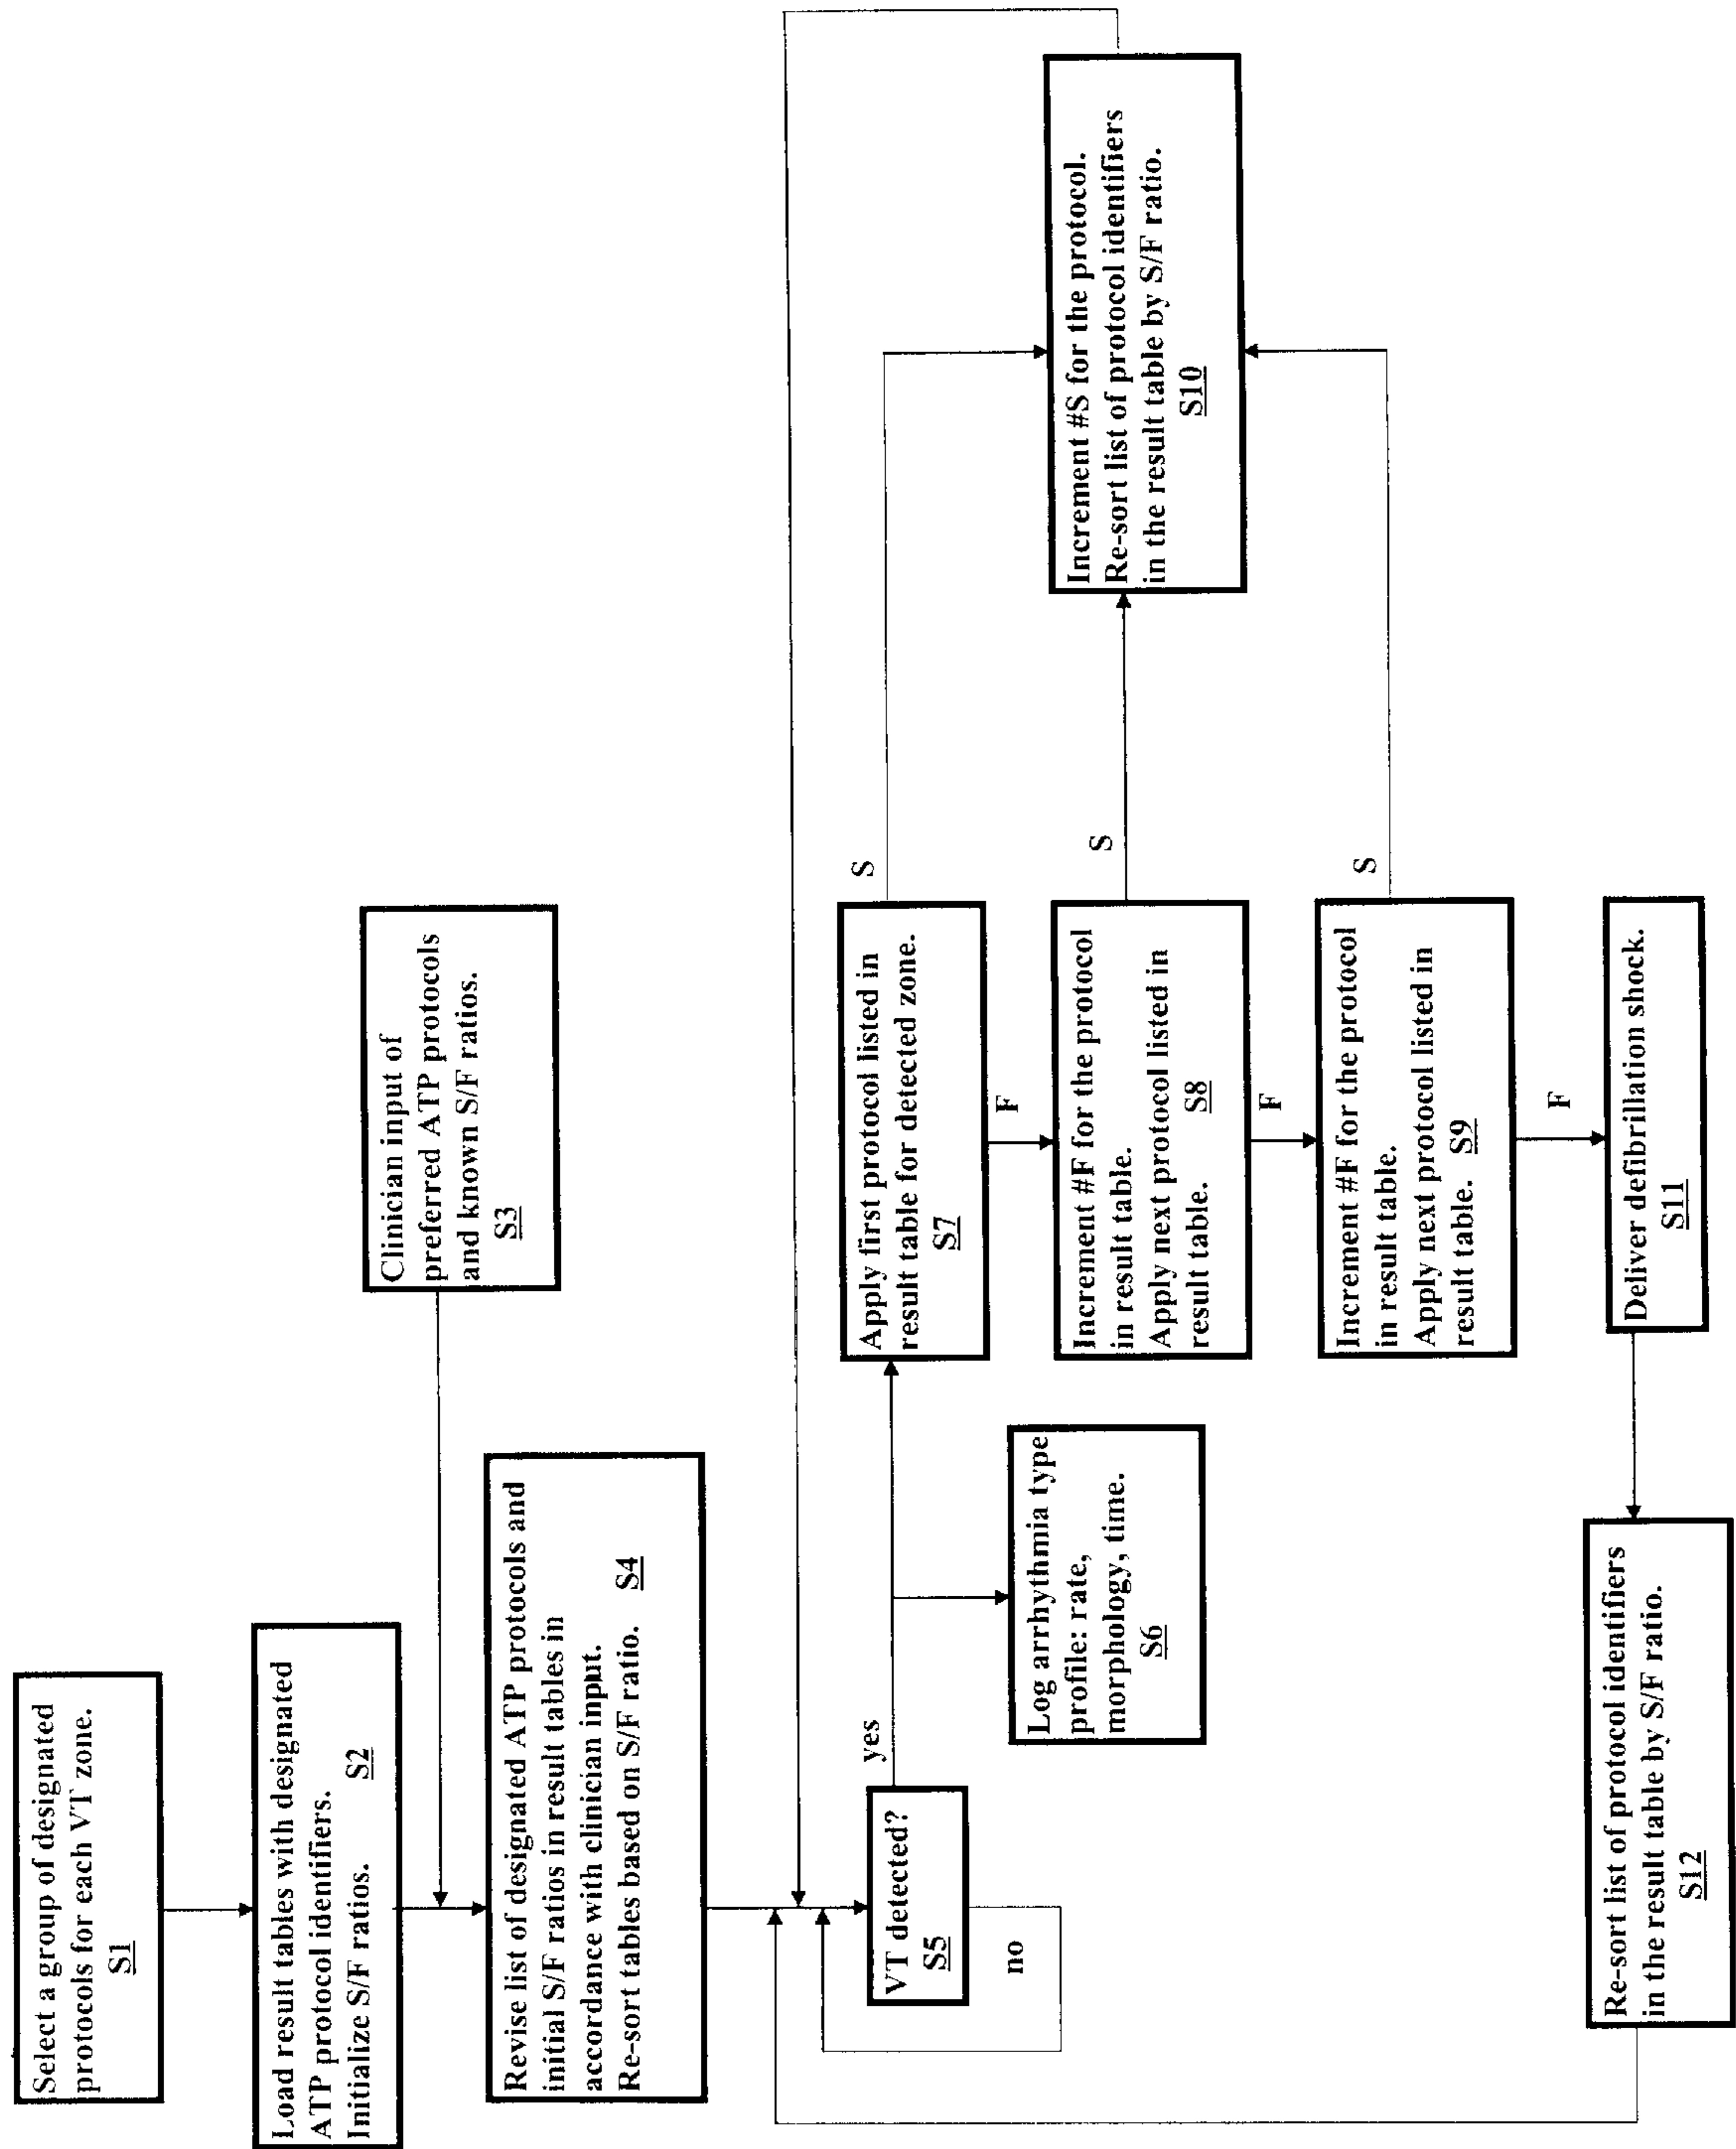 Select a group of designated
protocols for each VT zone.
S1
Load result tables with designated
ATP protocol identifiers.
Initialize S/F ratios. S2
Clinician input of
preferred ATP protocols
and known S/F ratios.
S3
Revise list of designated ATP protocols and
initial S/F ratios in result tables in
accordance with clinician input.
Re-sort tables based on S/F ratio. S4
VT detected?
S5
yes
no
Log arrhythmia type
profile: rate,
morphology, time.
S6
Apply first protocol listed in
result table for detected zone.
S7
S
F
Increment #F for the protocol
in result table.
Apply next protocol listed in
result table. S8
S
F
Increment #F for the protocol
in result table.
Apply next protocol listed in
result table. S9
S
F
Increment #S for the protocol.
Re-sort list of protocol identifiers
in the result table by S/F ratio.
S10
Deliver defibrillation shock.
S11
Re-sort list of protocol identifiers
in the result table by S/F ratio.
S12